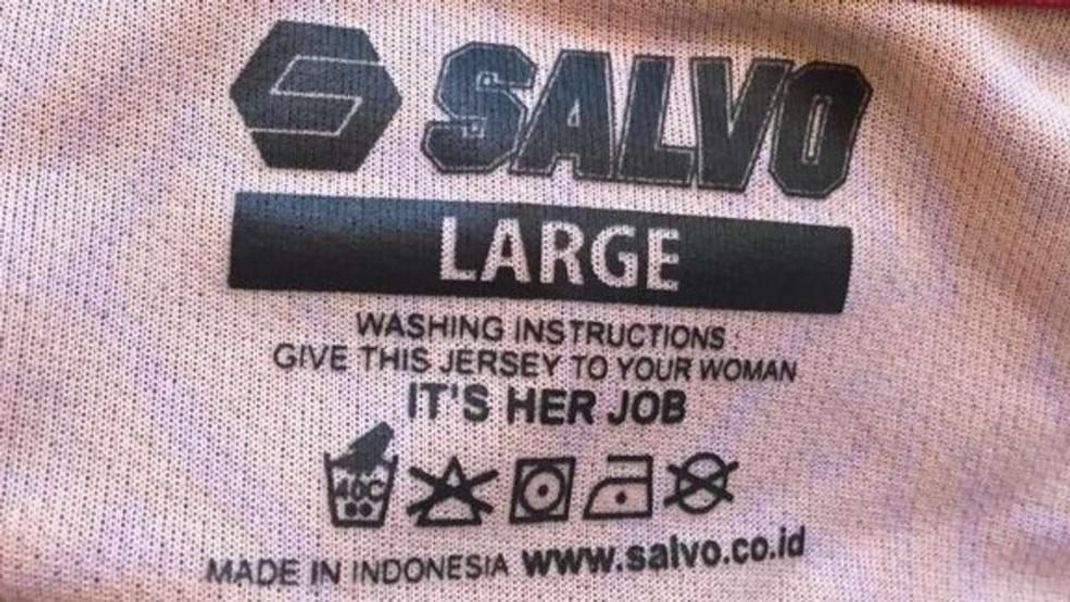 SALVO
LARGE
WASHING INSTRUCTIONS :
GIVE THIS JERSEY TO YOUR WOMAN
IT'S HER JOB
40C
MADE IN INDONESIA www.salvo.co.id